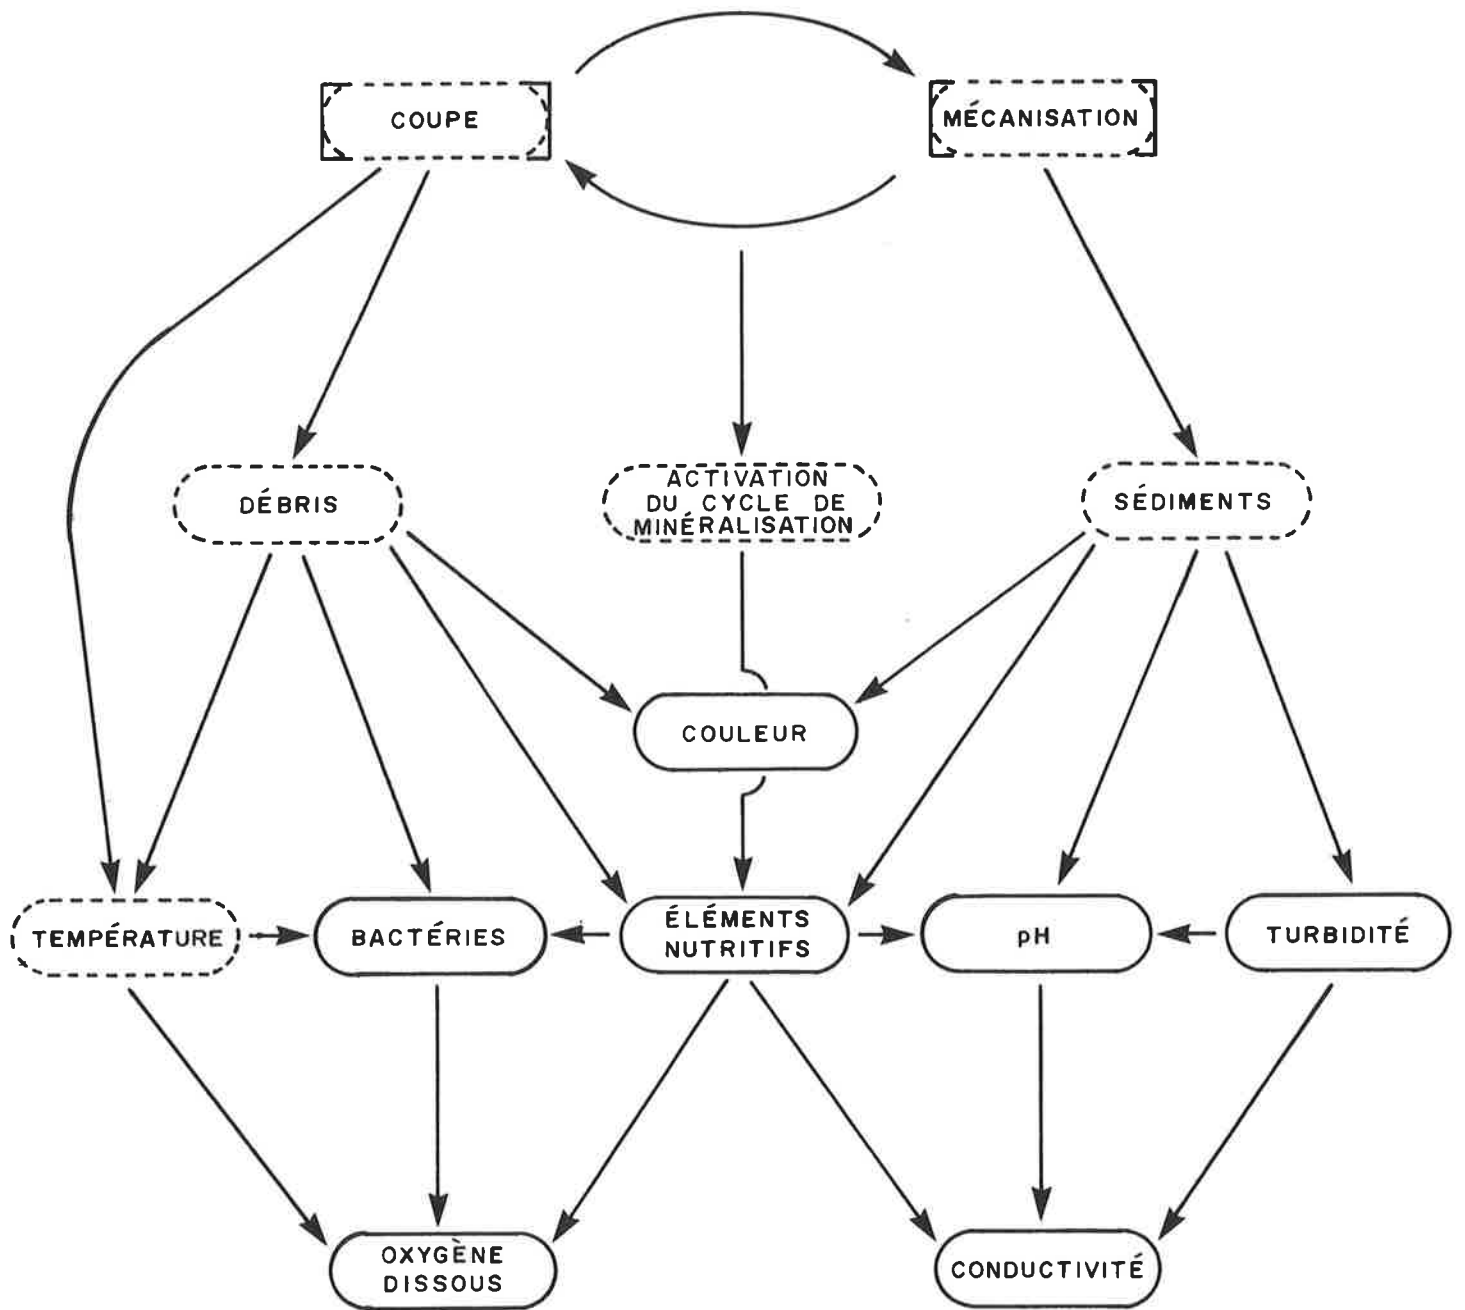 COUPE
MÉCANISATION
DÉBRIS
ACTIVATION
DU CYCLE DE
MINÉRALISATION
SÉDIMENTS
COULEUR
TEMPÉRATURE
BACTÉRIES
ÉLÉMENTS
NUTRITIFS
pH
TURBIDITÉ
OXYGÈNE
DISSOUS
CONDUCTIVITÉ